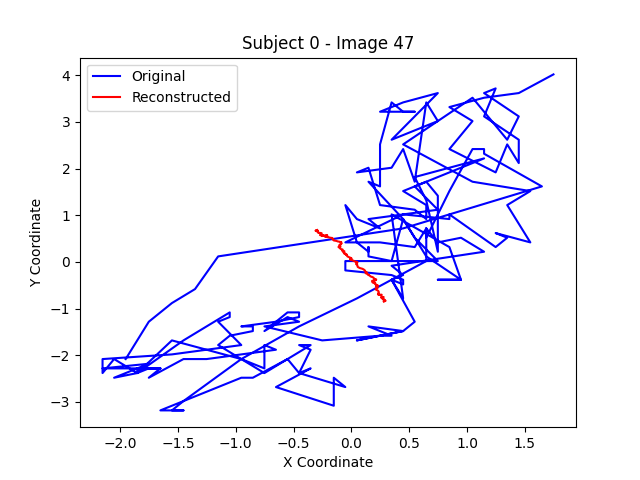 Subject 0 - Image 47
Original
Reconstructed
Y Coordinate
4
3
2
1
0
−1
−2
−3
−2.0 −1.5 −1.0 −0.5 0.0 0.5 1.0 1.5
X Coordinate